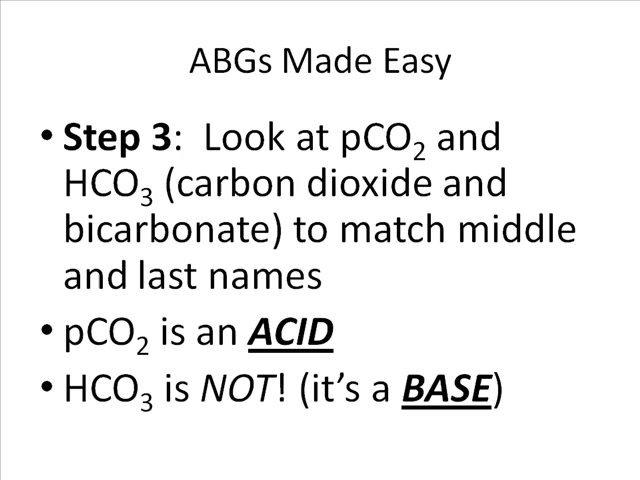 ABGs Made Easy
• Step 3:  Look at pCO₂ and
HCO₃ (carbon dioxide and
bicarbonate) to match middle
and last names
• pCO₂ is an ACID
• HCO₃ is NOT! (it’s a BASE)